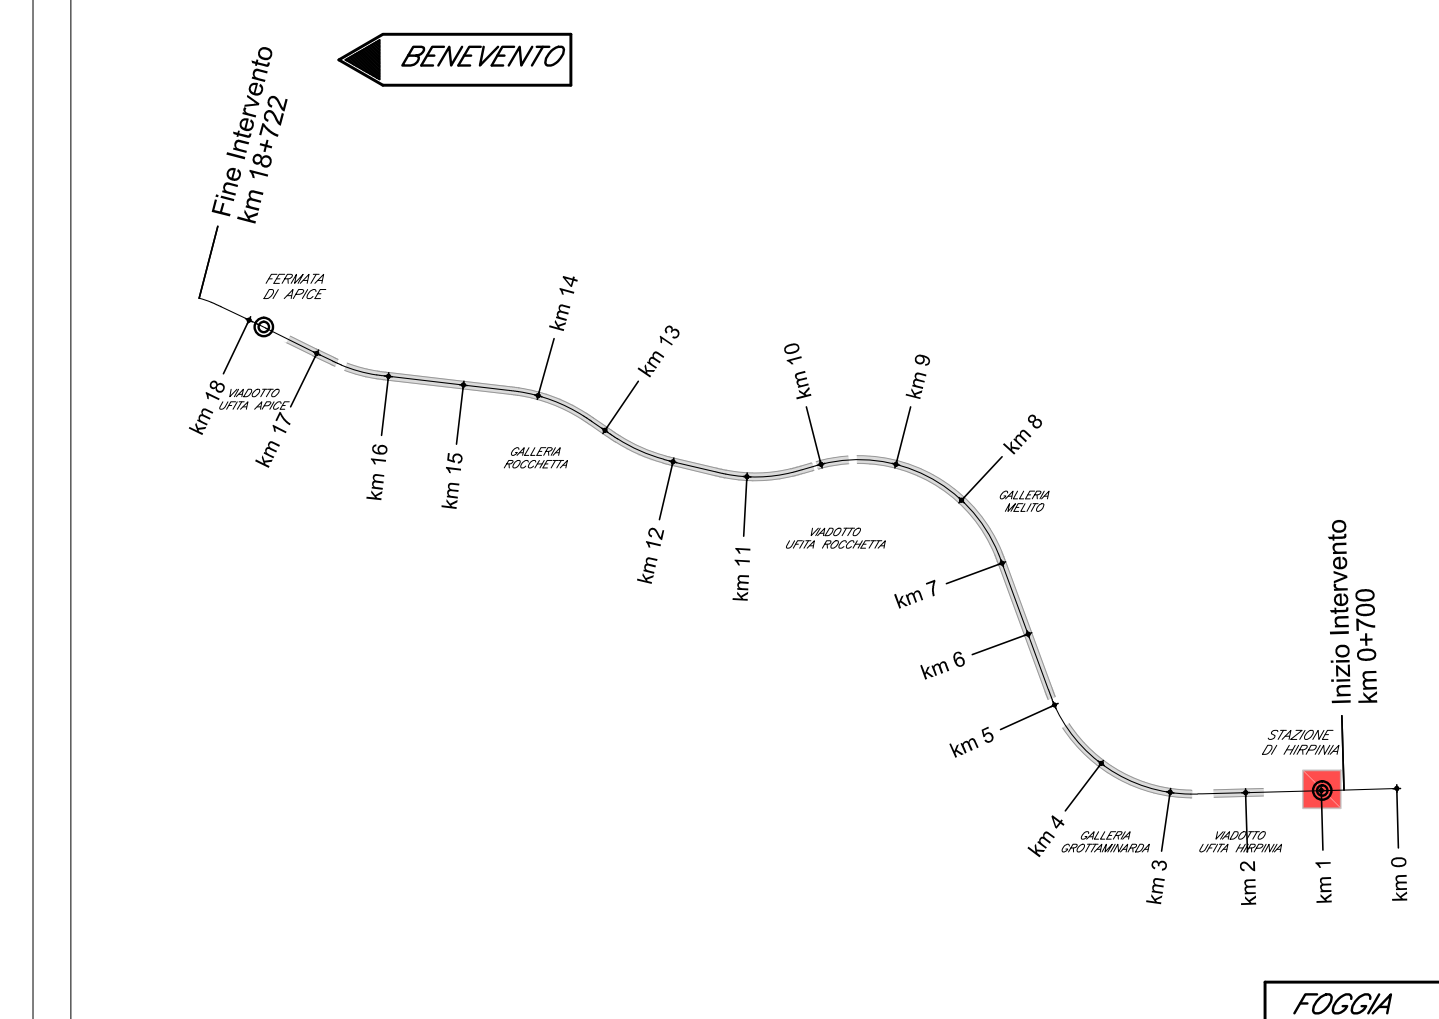 BENEVENTO
Fine Intervento
km 18+722
FERMATA
DI APICE
km 18
VIADOTTO
UFITA APICE
km 17
km 16
km 15
km 14
GALLERIA
ROCCHETTA
km 13
km 12
km 11
km 10
VIADOTTO
UFITA ROCCHETTA
km 9
km 8
GALLERIA
MELITO
km 7
km 6
km 5
km 4
GALLERIA
GROTTAMINARDA
km 3
VIADOTTO
UFITA HIRPINIA
km 2
STAZIONE
DI HIRPINIA
Inizio Intervento
km 0+700
km 1
km 0
FOGGIA